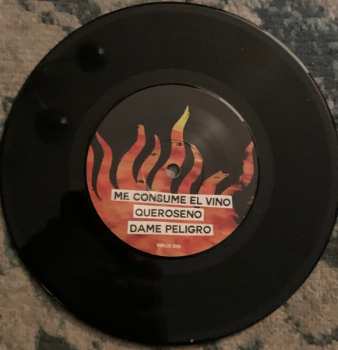 ME CONSUME EL VINO
QUEROSENO
DAME PELIGRO